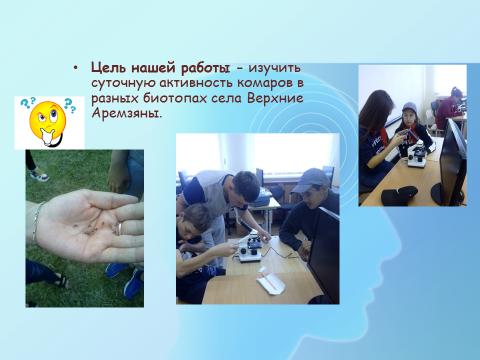 • Цель нашей работы – изучить
суточную активность комаров в
разных биотопах села Верхние
Аремзяны.